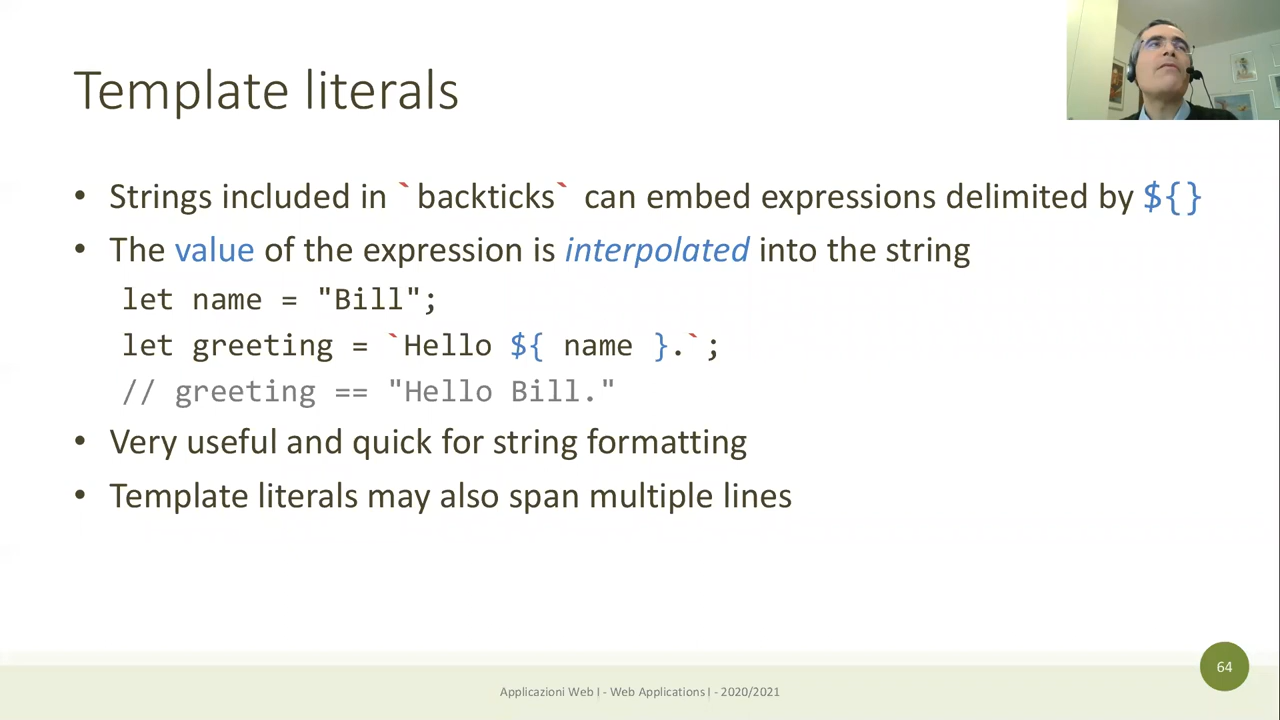 Template literals
• Strings included in `backticks` can embed expressions delimited by ${}
• The value of the expression is interpolated into the string
let name = "Bill";
let greeting = `Hello ${ name }.`;
// greeting == "Hello Bill."
• Very useful and quick for string formatting
• Template literals may also span multiple lines
64
Applicazioni Web I - Web Applications I - 2020/2021